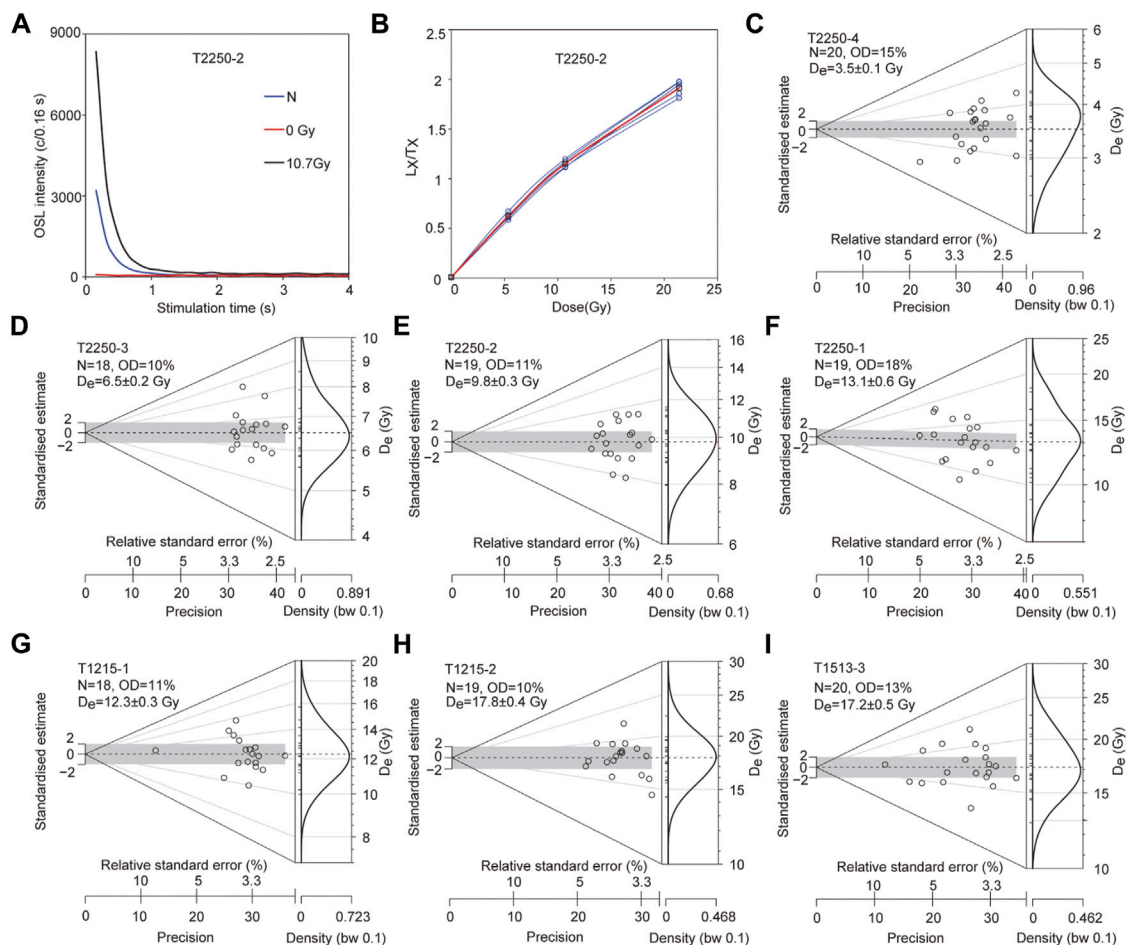 A
9000
6000
3000
0
OSL intensity (c/0.16 s)
T2250-2
N
0 Gy
10.7Gy
0 1 2 3 4
Stimulation time (s)
B
2.5
2
1.5
1
0.5
0
Lx/Tx
T2250-2
0 5 10 15 20 25
Dose(Gy)
C
T2250-4
N=20, OD=15%
De=3.5±0.1 Gy
Standardised estimate
2
0
−2
6
5
4
3
2
De (Gy)
Relative standard error (%)
10 5 3.3 2.5
0 10 20 30 40
Precision
0 0.96
Density (bw 0.1)
D
T2250-3
N=18, OD=10%
De=6.5±0.2 Gy
Standardised estimate
2
0
−2
10
9
8
7
6
5
4
De (Gy)
Relative standard error (%)
10 5 3.3 2.5
0 10 20 30 40
Precision
0 0.891
Density (bw 0.1)
E
T2250-2
N=19, OD=11%
De=9.8±0.3 Gy
Standardised estimate
2
0
−2
16
14
12
10
8
6
De (Gy)
Relative standard error (%)
10 5 3.3 2.5
0 10 20 30 40
Precision
0 0.68
Density (bw 0.1)
F
T2250-1
N=19, OD=18%
De=13.1±0.6 Gy
Standardised estimate
2
0
−2
25
20
15
10
De (Gy)
Relative standard error (% )
10 5 3.3 2.5
0 10 20 30 40
Precision
0 0.551
Density (bw 0.1)
G
T1215-1
N=18, OD=11%
De=12.3±0.3 Gy
Standardised estimate
2
0
−2
20
18
16
14
12
10
8
De (Gy)
Relative standard error (%)
10 5 3.3
0 10 20 30
Precision
0 0.723
Density (bw 0.1)
H
T1215-2
N=19, OD=10%
De=17.8±0.4 Gy
Standardised estimate
2
0
−2
30
25
20
15
10
De (Gy)
Relative standard error (%)
10 5 3.3
0 10 20 30
Precision
0 0.468
Density (bw 0.1)
I
T1513-3
N=20, OD=13%
De=17.2±0.5 Gy
Standardised estimate
2
0
−2
30
25
20
15
10
De (Gy)
Relative standard error (%)
10 5 3.3
0 10 20 30
Precision
0 0.462
Density (bw 0.1)